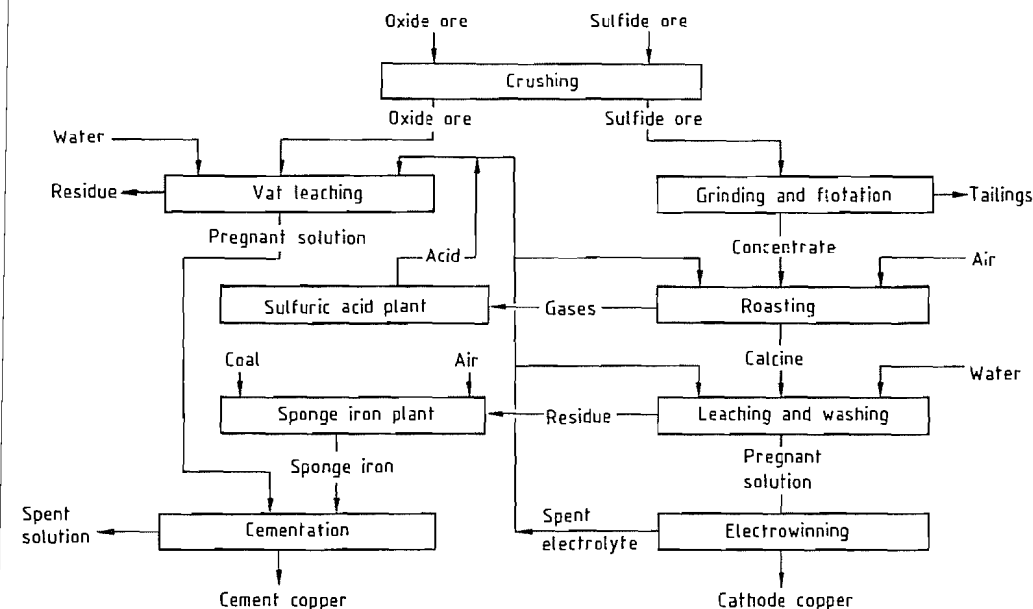 Oxide ore
Sulfide ore
Crushing
Oxide ore
Sulfide ore
Water
Residue
Vat leaching
Grinding and flotation
Tailings
Pregnant solution
Concentrate
Acid
Air
Sulfuric acid plant
Gases
Roasting
Coal
Air
Calcine
Water
Sponge iron plant
Residue
Leaching and washing
Sponge iron
Pregnant
solution
Spent
solution
Cementation
Spent
electrolyte
Electrowinning
Cement copper
Cathode copper